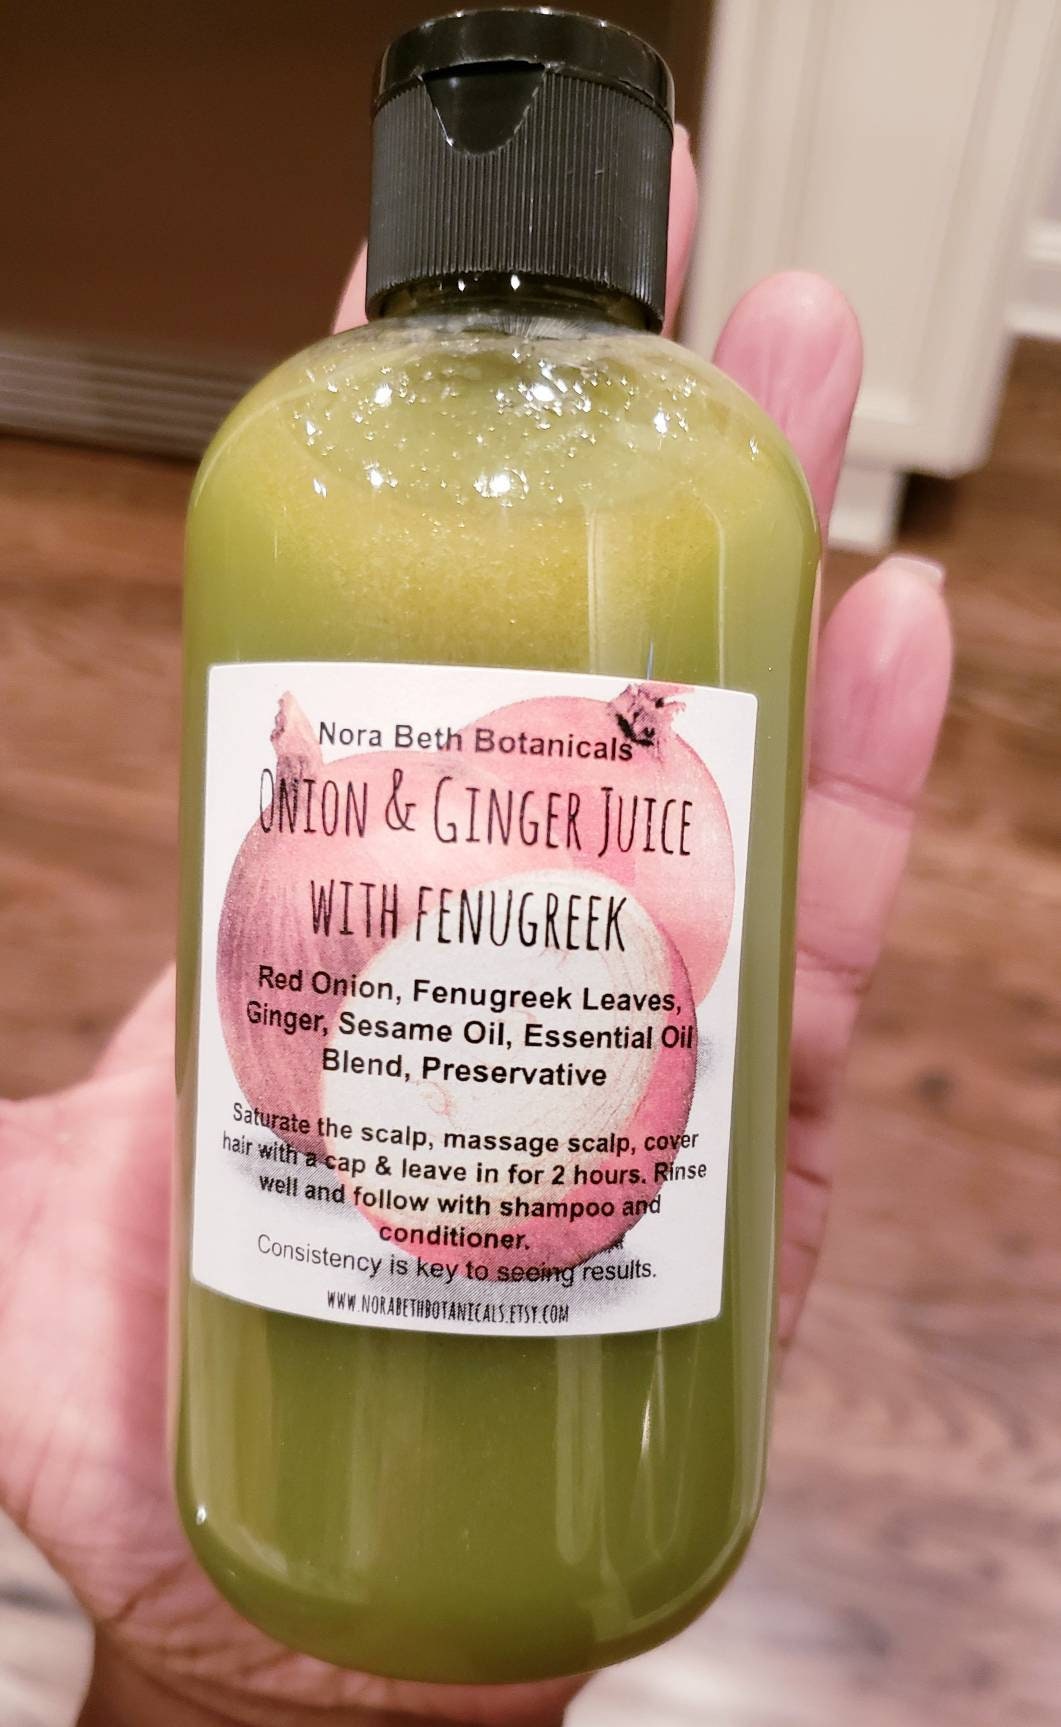 Nora Beth Botanicals
ONION & GINGER JUICE
WITH FENUGREEK
Red Onion, Fenugreek Leaves,
Ginger, Sesame Oil, Essential Oil
Blend, Preservative
Saturate the scalp, massage scalp, cover
hair with a cap & leave in for 2 hours. Rinse
well and follow with shampoo and
conditioner.
Consistency is key to seeing results.
WWW.NORABETHBOTANICALS.ETSY.COM